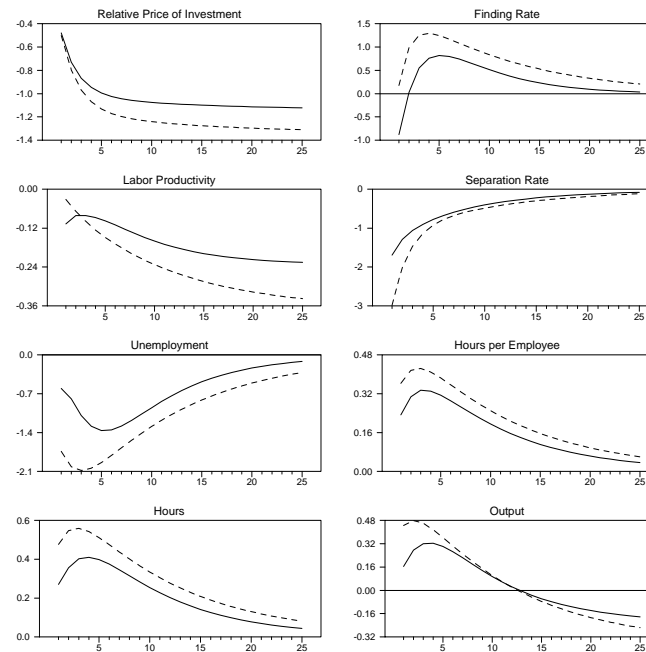 Relative Price of Investment
-0.4
-0.6
-0.8
-1.0
-1.2
-1.4
5 10 15 20 25
Finding Rate
1.5
1.0
0.5
0.0
-0.5
-1.0
5 10 15 20 25
Labor Productivity
0.00
-0.12
-0.24
-0.36
5 10 15 20 25
Separation Rate
0
-1
-2
-3
5 10 15 20 25
Unemployment
0.0
-0.7
-1.4
-2.1
5 10 15 20 25
Hours per Employee
0.48
0.32
0.16
0.00
5 10 15 20 25
Hours
0.6
0.4
0.2
0.0
5 10 15 20 25
Output
0.48
0.32
0.16
0.00
-0.16
-0.32
5 10 15 20 25